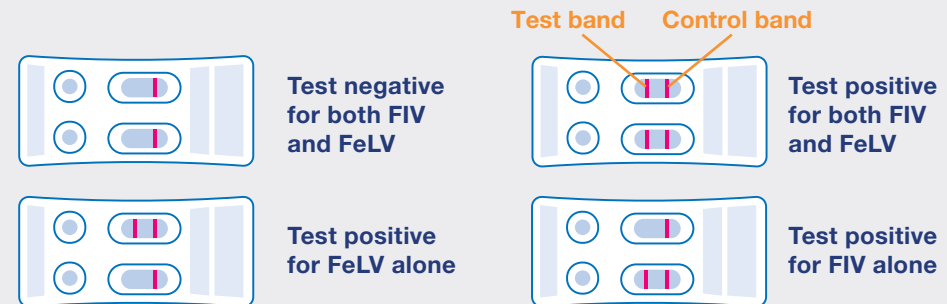 Test band
Control band
Test negative
for both FIV
and FeLV
Test positive
for both FIV
and FeLV
Test positive
for FeLV alone
Test positive
for FIV alone